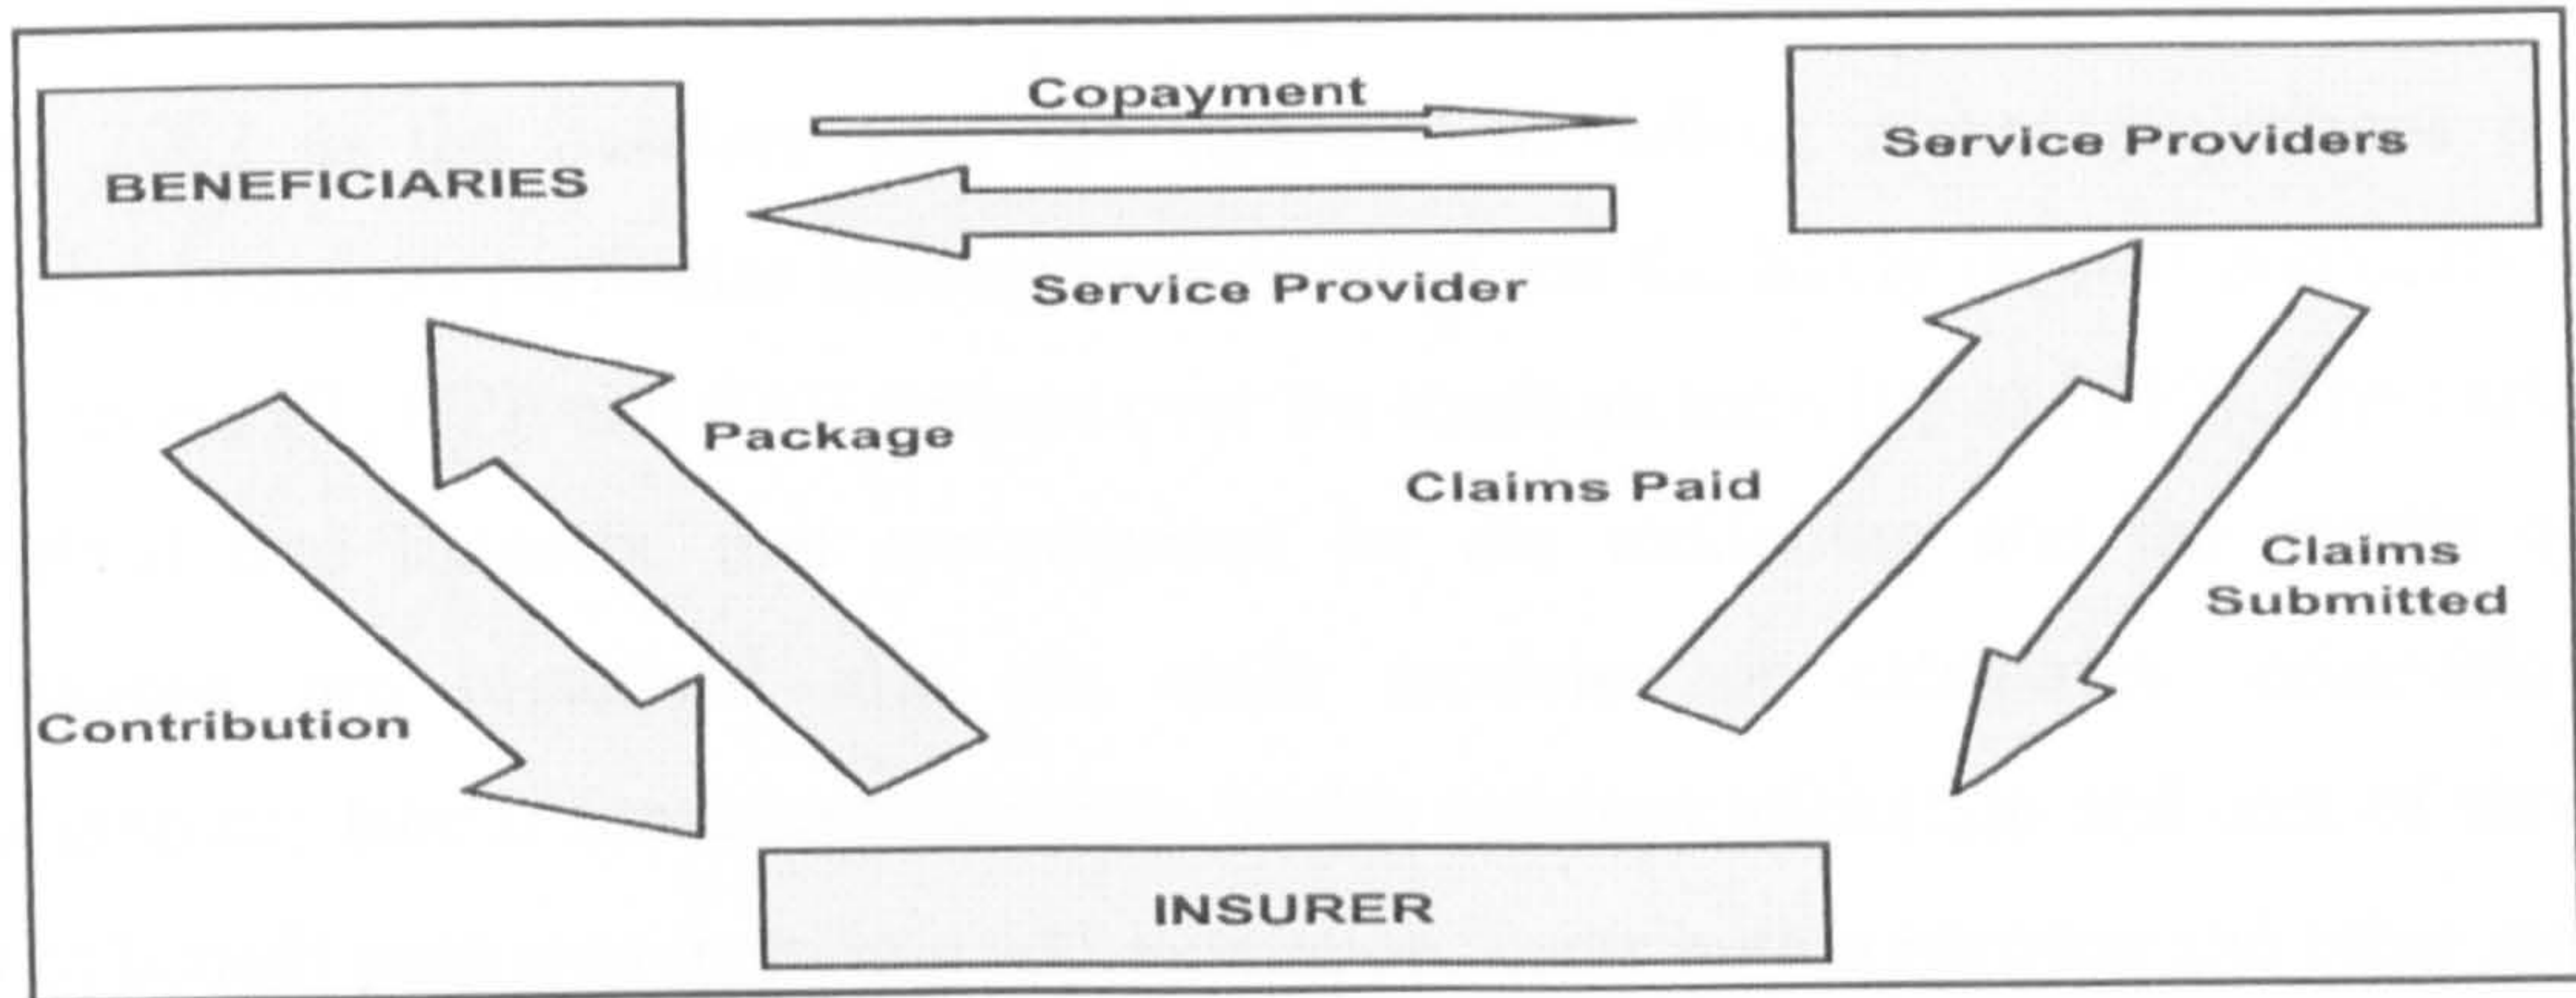 Copayment
BENEFICIARIES
Service Providers
Service Provider
Package
Claims Paid
Claims
Submitted
Contribution
INSURER